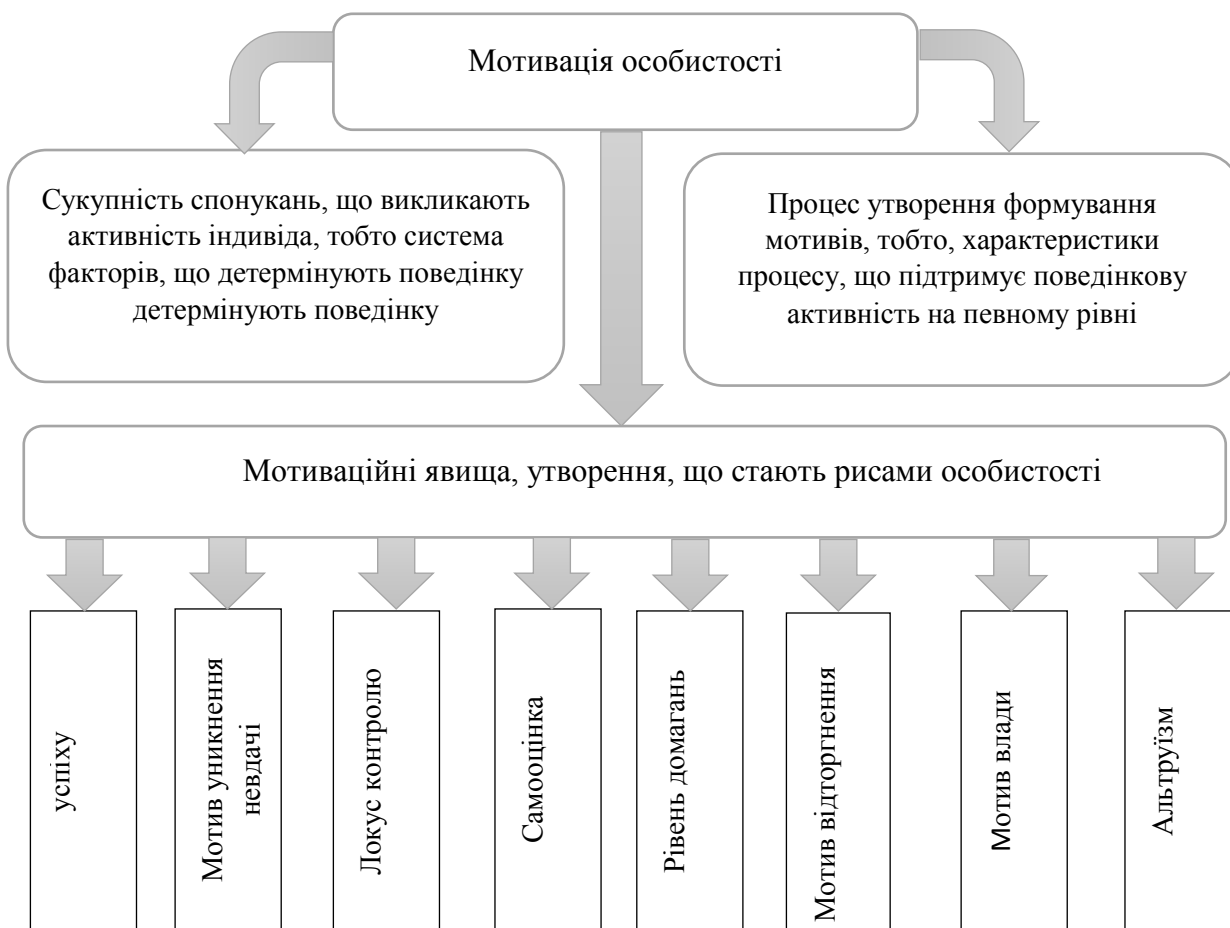 Мотивація особистості
Сукупність спонукань, що викликають
активність індивіда, тобто система
факторів, що детермінують поведінку
детермінують поведінку
Процес утворення формування
мотивів, тобто, характеристики
процесу, що підтримує поведінкову
активність на певному рівні
Мотиваційні явища, утворення, що стають рисами особистості
успіху
Мотив уникнення
невдачі
Локус контролю
Самооцінка
Рівень домагань
Мотив відторгнення
Мотив влади
Альтруїзм